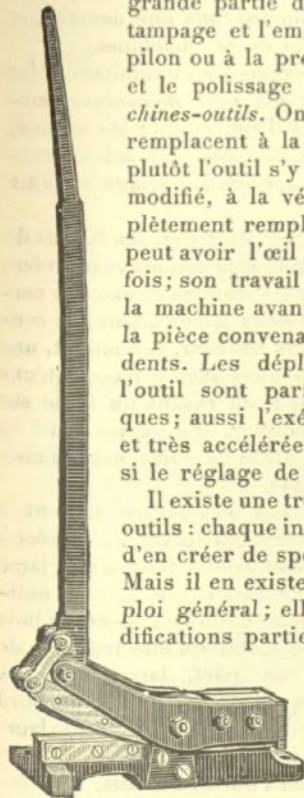 grande partie d
tampage et l'em
pilon ou à la pre
et le polissage
chines-outils. On
remplacent à la
plutôt l'outil s'y
modifié, à la vé
plètement rempl
peut avoir l'œil
fois; son travail
la machine avan
la pièce convena
dents. Les dépl
l'outil sont par
ques; aussi l'exé
et très accélérée
si le réglage de
Il existe une tr
outils: chaque in
d'en créer de sp
Mais il en existe
ploi général; ell
difications partie